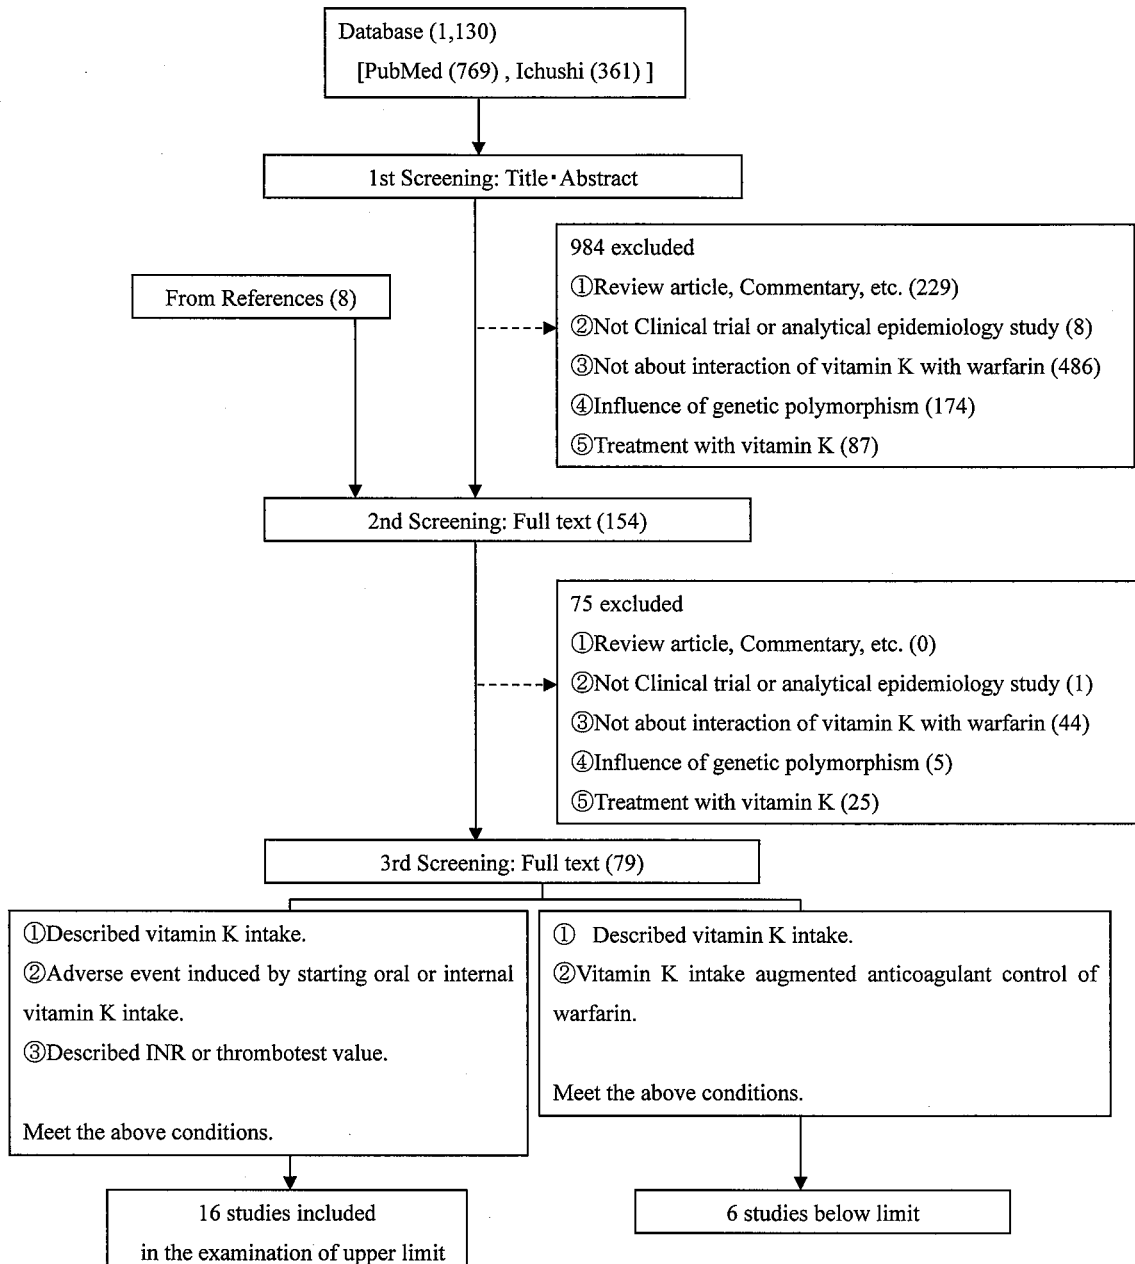 Database (1,130)
[PubMed (769) , Ichushi (361) ]
1st Screening: Title・Abstract
984 excluded
①Review article, Commentary, etc. (229)
②Not Clinical trial or analytical epidemiology study (8)
③Not about interaction of vitamin K with warfarin (486)
④Influence of genetic polymorphism (174)
⑤Treatment with vitamin K (87)
From References (8)
2nd Screening: Full text (154)
75 excluded
①Review article, Commentary, etc. (0)
②Not Clinical trial or analytical epidemiology study (1)
③Not about interaction of vitamin K with warfarin (44)
④Influence of genetic polymorphism (5)
⑤Treatment with vitamin K (25)
3rd Screening: Full text (79)
①Described vitamin K intake.
②Adverse event induced by starting oral or internal
vitamin K intake.
③Described INR or thrombotest value.
Meet the above conditions.
① Described vitamin K intake.
②Vitamin K intake augmented anticoagulant control of
warfarin.
Meet the above conditions.
16 studies included
in the examination of upper limit
6 studies below limit